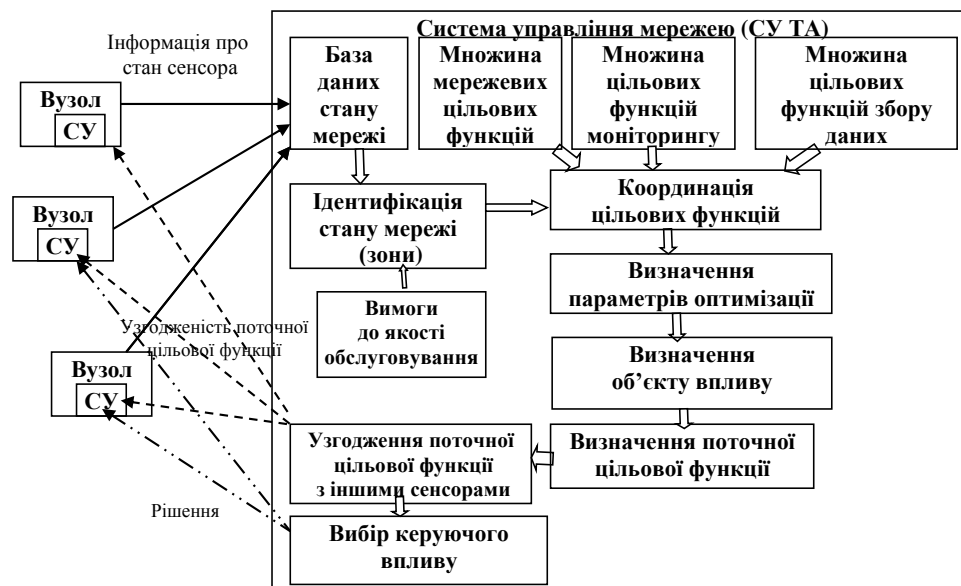 Система управління мережею (СУ ТА)
Інформація про
стан сенсора
База
даних
стану
мережі
Множина
мережевих
цільових
функцій
Множина
цільових
функцій
моніторингу
Множина
цільових
функцій збору
даних
Вузол
СУ
Вузол
СУ
Ідентифікація
стану мережі
(зони)
Координація
цільових функцій
Визначення
параметрів оптимізації
Вимоги
до якості
обслуговування
Узгодженість поточної
цільової функції
Вузол
СУ
Визначення
об’єкту впливу
Узгодження поточної
цільової функції
з іншими сенсорами
Визначення поточної
цільової функції
Рішення
Вибір керуючого
впливу